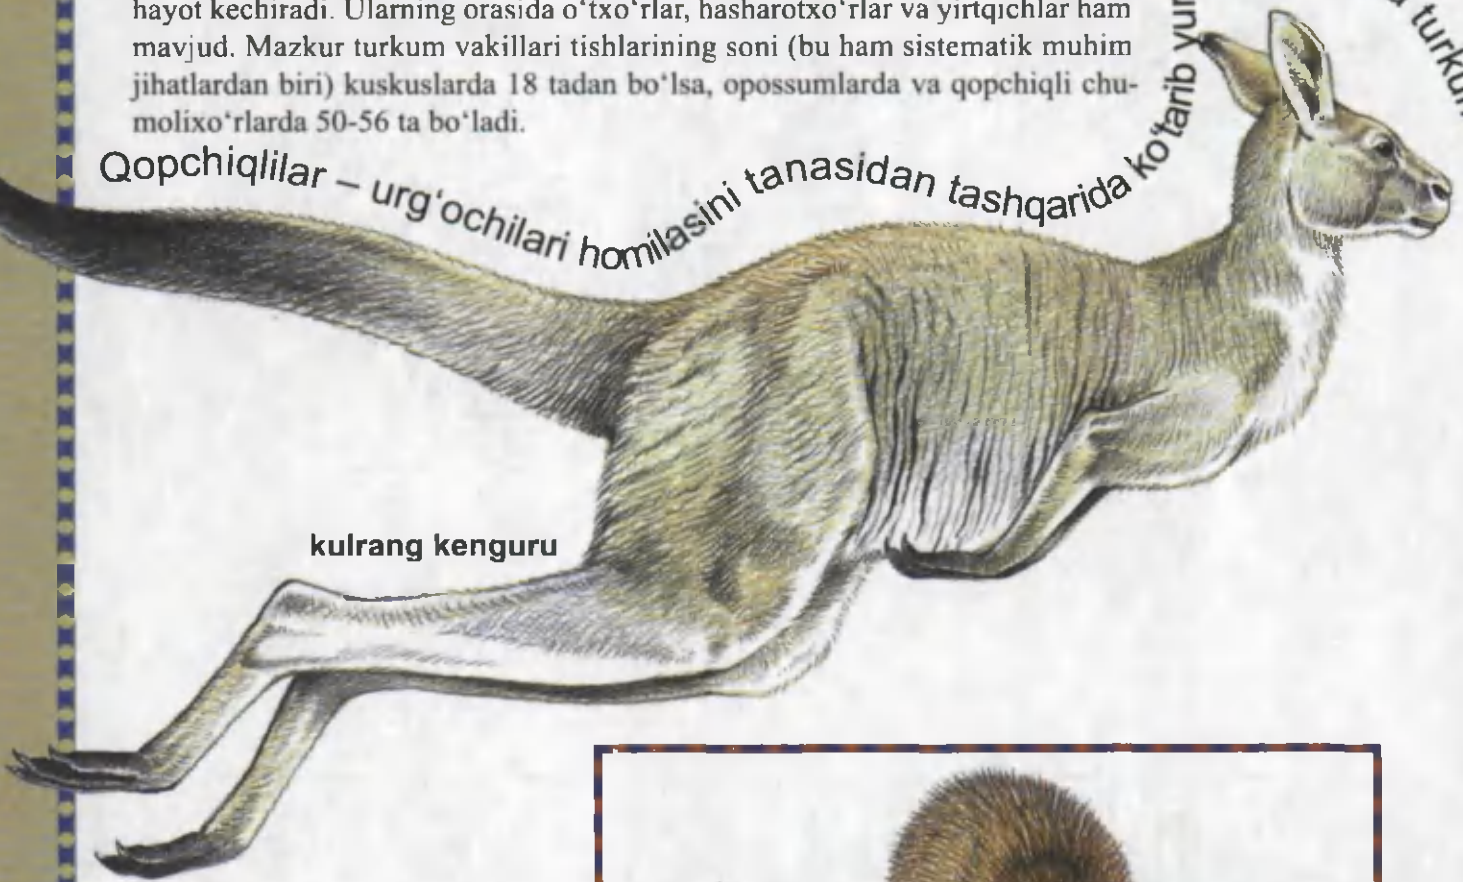 hayot kechiradi. Ularning orasida o‘txo‘rlar, hasharotxo‘rlar va yirtqichlar ham
mavjud. Mazkur turkum vakillari tishlarining soni (bu ham sistematik muhim
jihatlardan biri) kuskuslarda 18 tadan bo‘lsa, opossumlarda va qopchiqli chu-
molixo‘rlarda 50-56 ta bo‘ladi.
Qopchiqlilar – urg‘ochilari homilasini tanasidan tashqarida ko‘tarib
kulrang kenguru